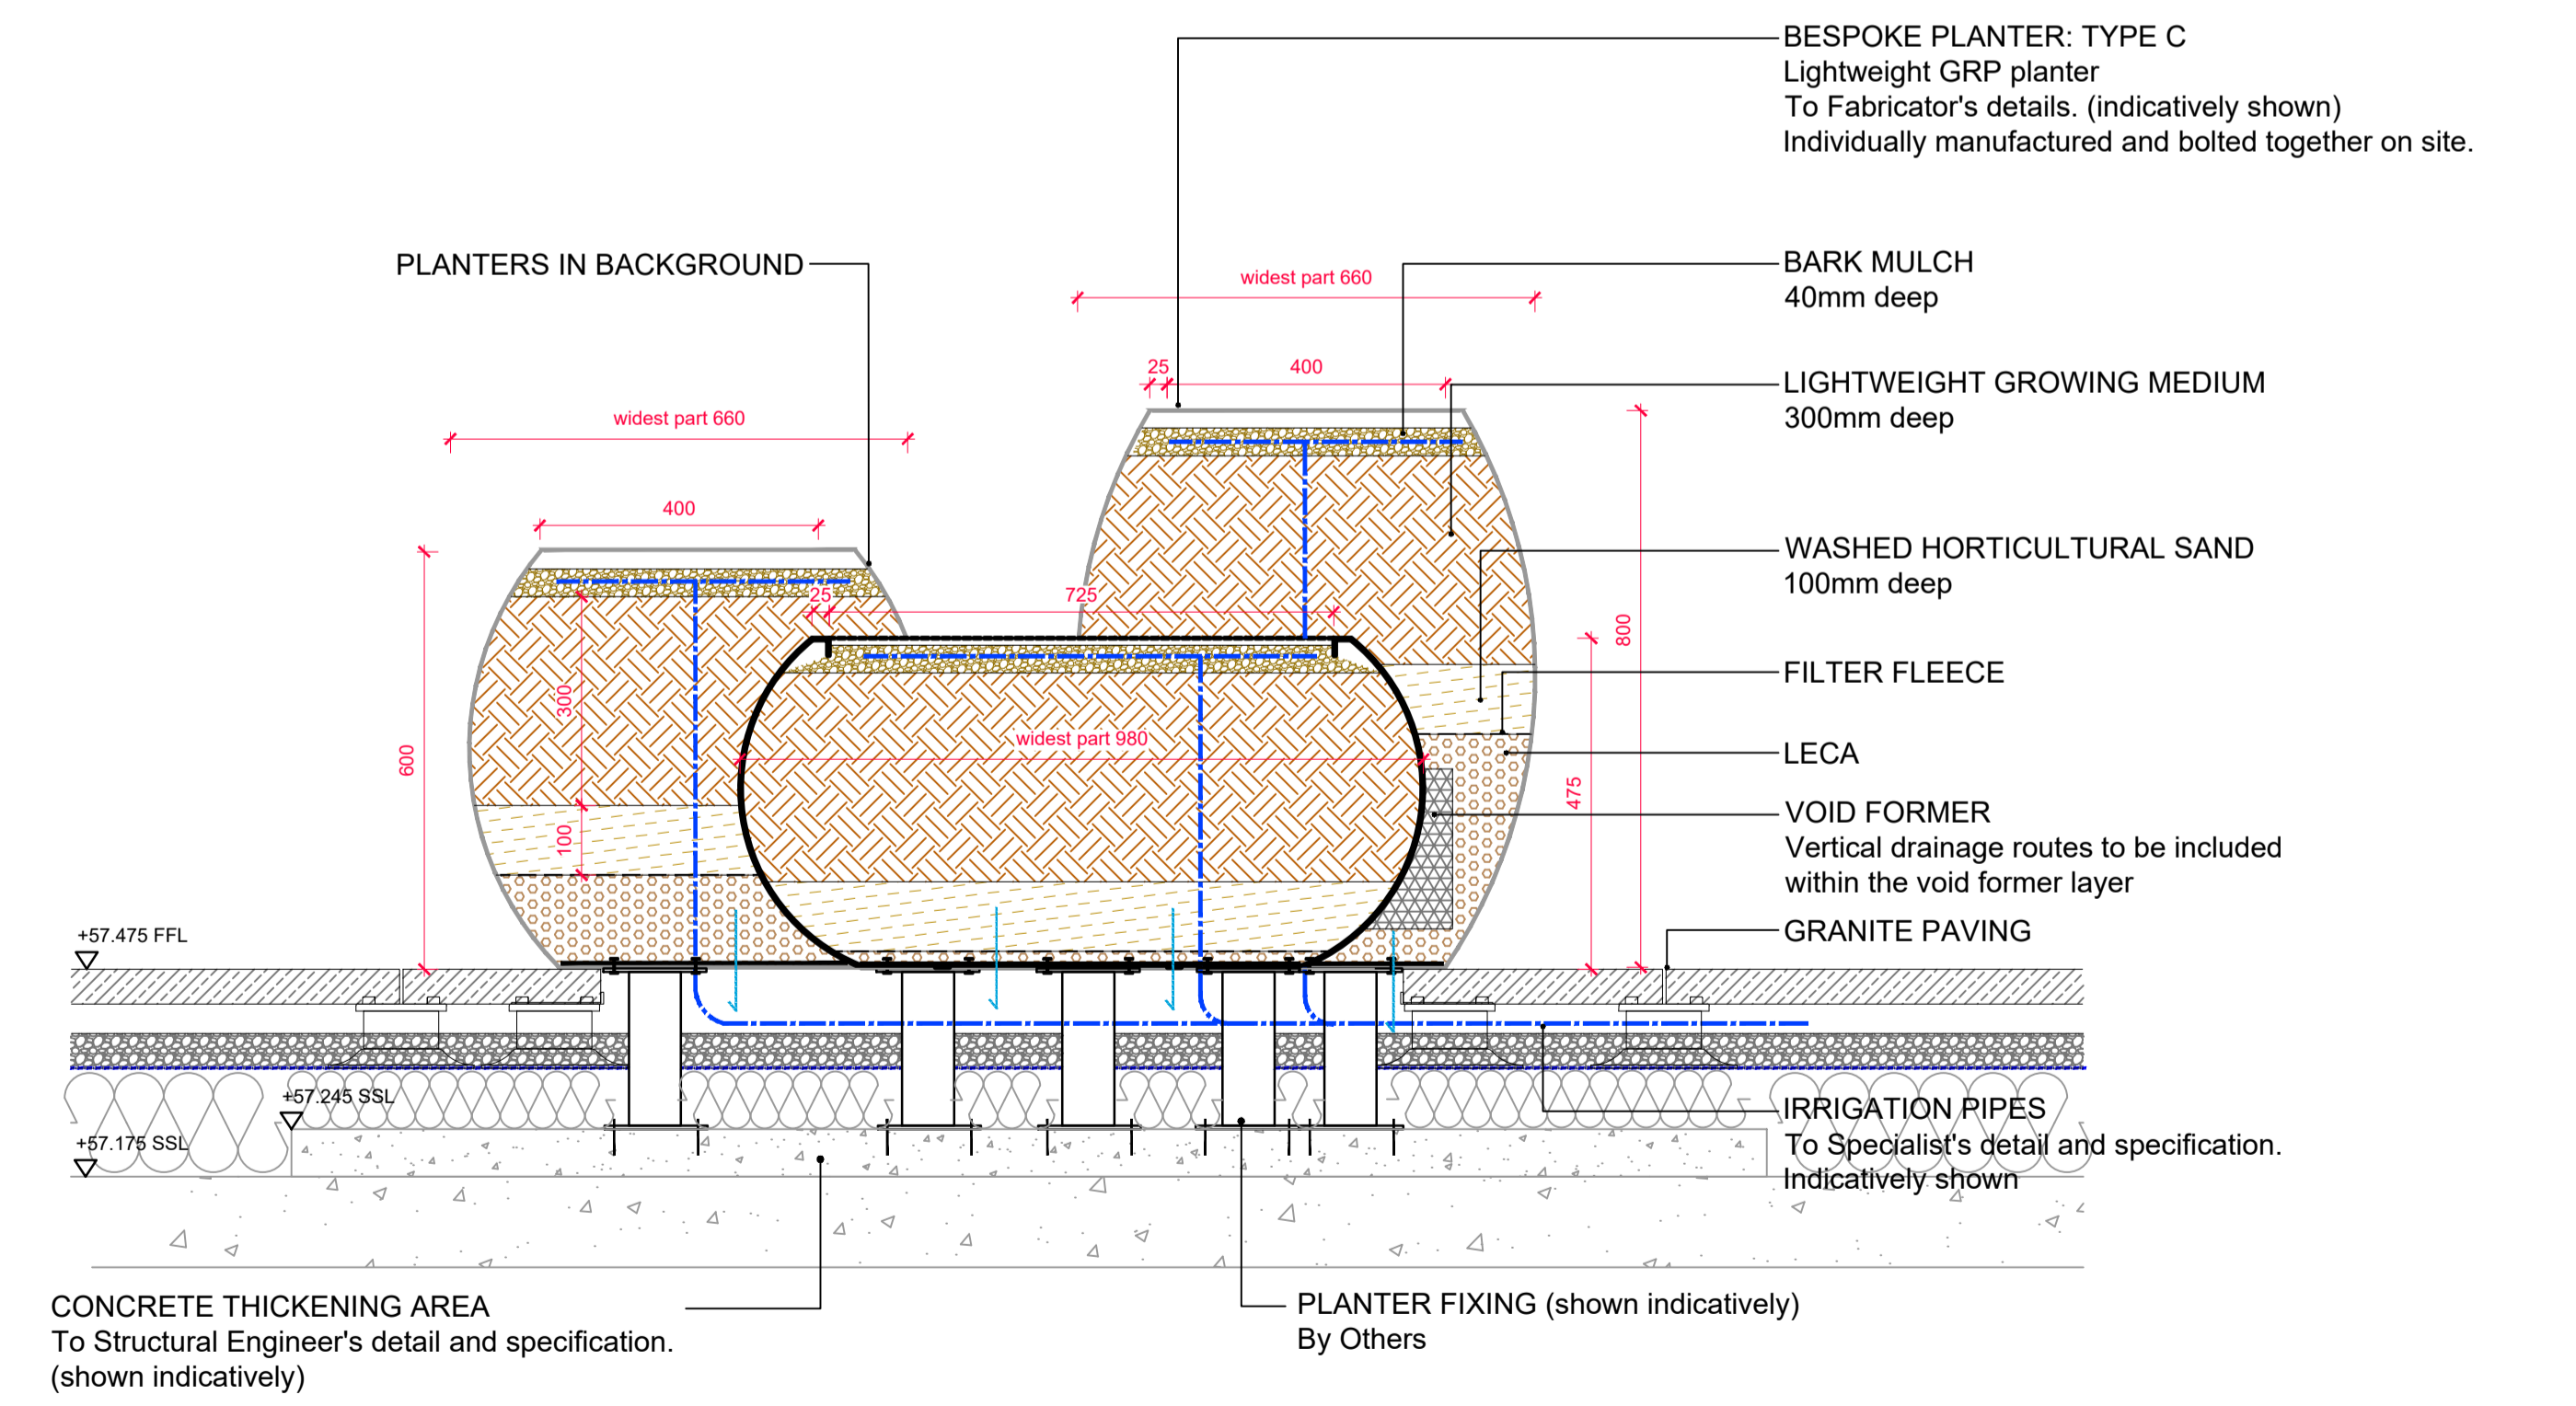 BESPOKE PLANTER: TYPE C
Lightweight GRP planter
To Fabricator's details. (indicatively shown)
Individually manufactured and bolted together on site.
PLANTERS IN BACKGROUND
widest part 660
BARK MULCH
40mm deep
25
400
LIGHTWEIGHT GROWING MEDIUM
300mm deep
widest part 660
400
WASHED HORTICULTURAL SAND
100mm deep
25
725
800
FILTER FLEECE
300
widest part 980
600
LECA
475
VOID FORMER
Vertical drainage routes to be included
within the void former layer
100
+57.475 FFL
GRANITE PAVING
+57.245 SSL
+57.175 SSL
IRRIGATION PIPES
To Specialist's detail and specification.
Indicatively shown
CONCRETE THICKENING AREA
To Structural Engineer's detail and specification.
(shown indicatively)
PLANTER FIXING (shown indicatively)
By Others